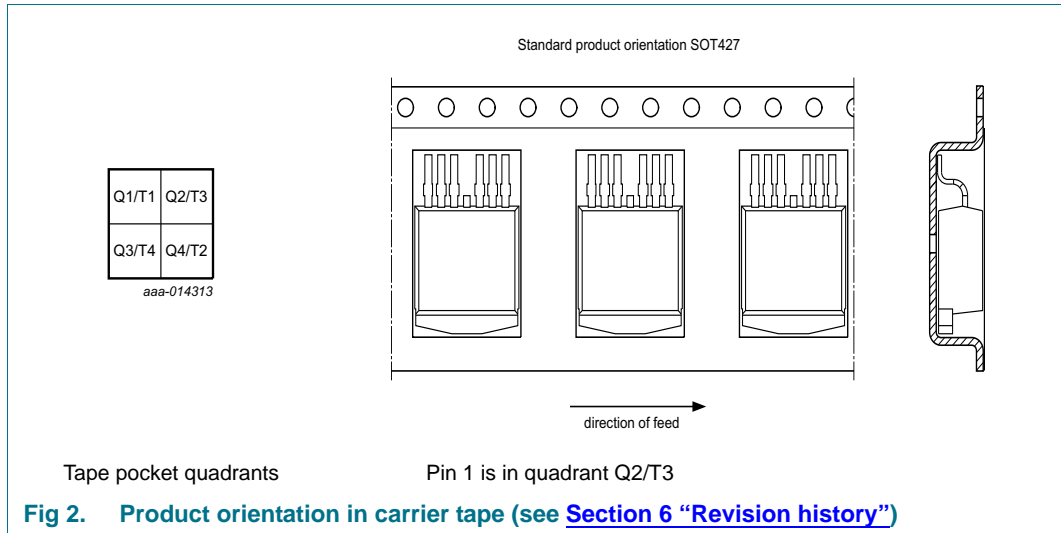 Standard product orientation SOT427
Q1/T1 Q2/T3
Q3/T4 Q4/T2
aaa-014313
direction of feed
Tape pocket quadrants
Pin 1 is in quadrant Q2/T3
Fig 2. Product orientation in carrier tape (see Section 6 “Revision history”)